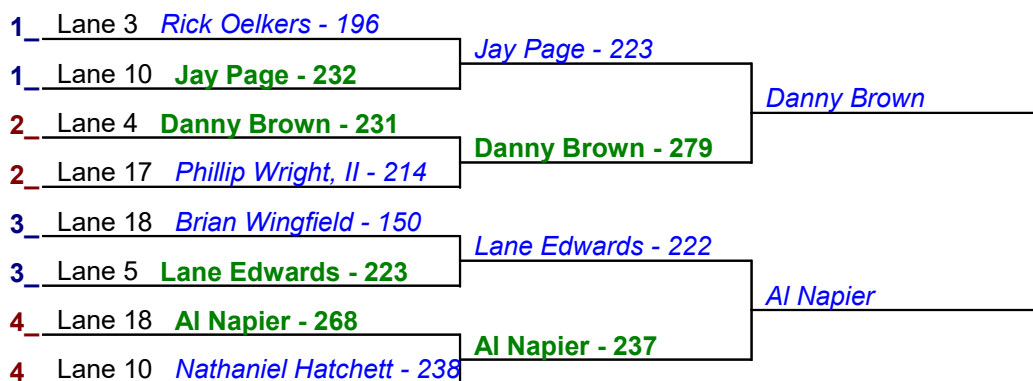 1_ Lane 3 Rick Oelkers - 196
Jay Page - 223
1_ Lane 10 Jay Page - 232
Danny Brown
2_ Lane 4 Danny Brown - 231
Danny Brown - 279
2_ Lane 17 Phillip Wright, II - 214
3_ Lane 18 Brian Wingfield - 150
Lane Edwards - 222
3_ Lane 5 Lane Edwards - 223
Al Napier
4_ Lane 18 Al Napier - 268
Al Napier - 237
4 Lane 10 Nathaniel Hatchett - 238